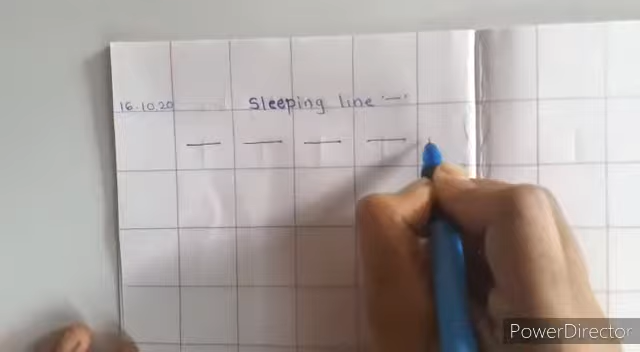 16.10.20 Sleeping line "—"
— — — —
PowerDirector